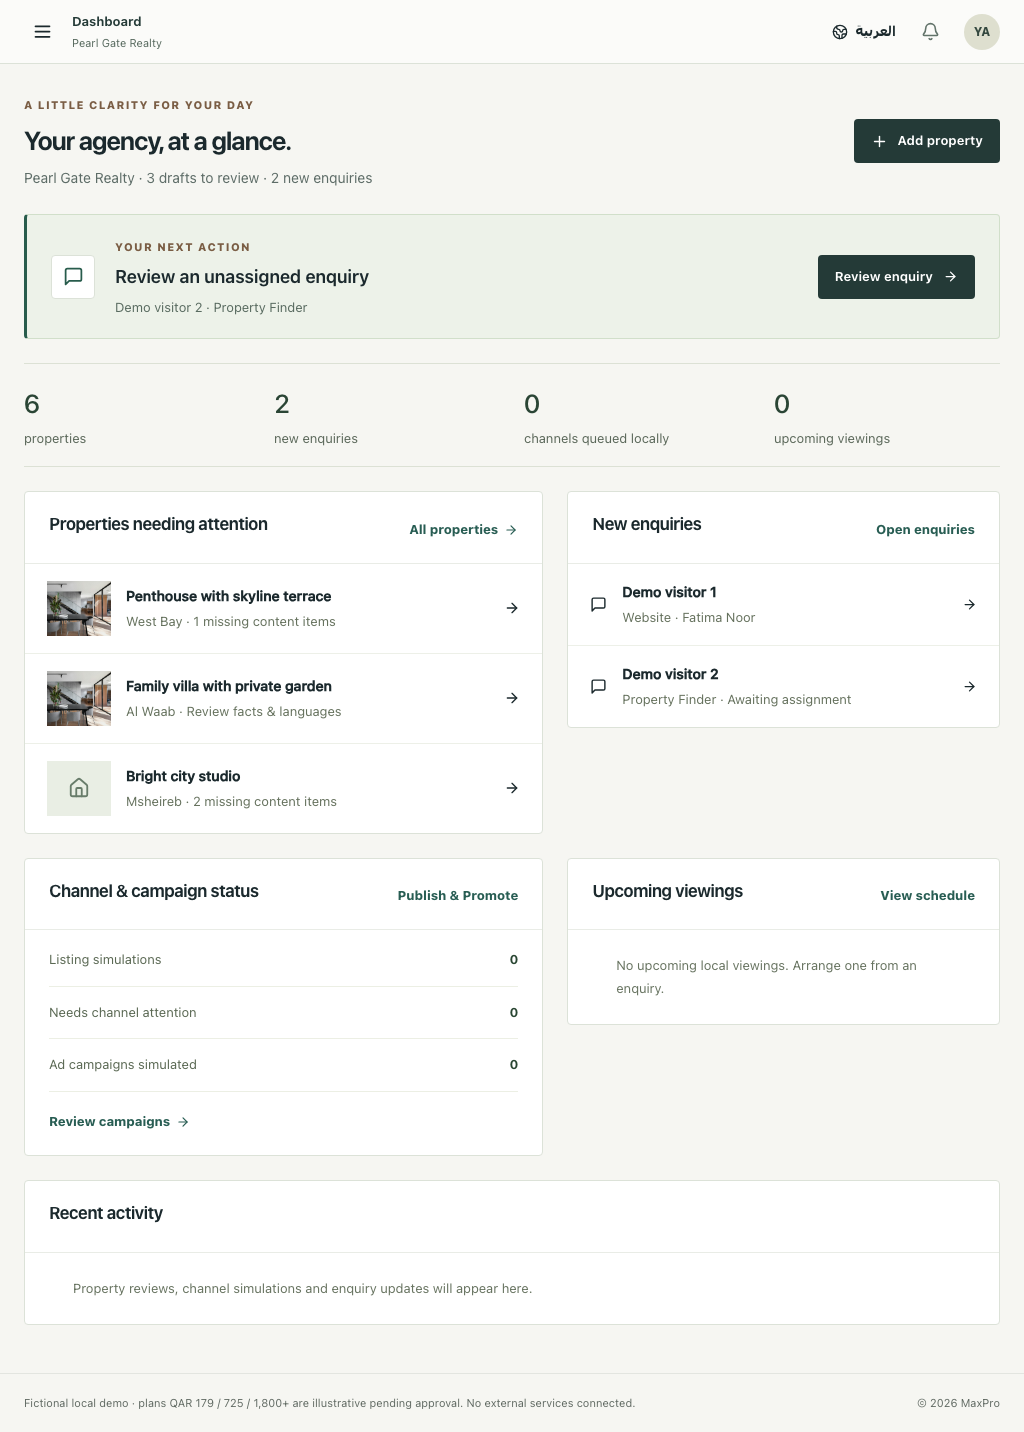 Dashboard
Pearl Gate Realty
العربية
YA
A LITTLE CLARITY FOR YOUR DAY
Your agency, at a glance.
Pearl Gate Realty · 3 drafts to review · 2 new enquiries
Add property
YOUR NEXT ACTION
Review an unassigned enquiry
Demo visitor 2 · Property Finder
Review enquiry
6
properties
2
new enquiries
0
channels queued locally
0
upcoming viewings
Properties needing attention
All properties
Penthouse with skyline terrace
West Bay · 1 missing content items
Family villa with private garden
Al Waab · Review facts & languages
Bright city studio
Msheireb · 2 missing content items
New enquiries
Open enquiries
Demo visitor 1
Website · Fatima Noor
Demo visitor 2
Property Finder · Awaiting assignment
Channel & campaign status
Publish & Promote
Listing simulations 0
Needs channel attention 0
Ad campaigns simulated 0
Review campaigns
Upcoming viewings
View schedule
No upcoming local viewings. Arrange one from an
enquiry.
Recent activity
Property reviews, channel simulations and enquiry updates will appear here.
Fictional local demo · plans QAR 179 / 725 / 1,800+ are illustrative pending approval. No external services connected.
© 2026 MaxPro